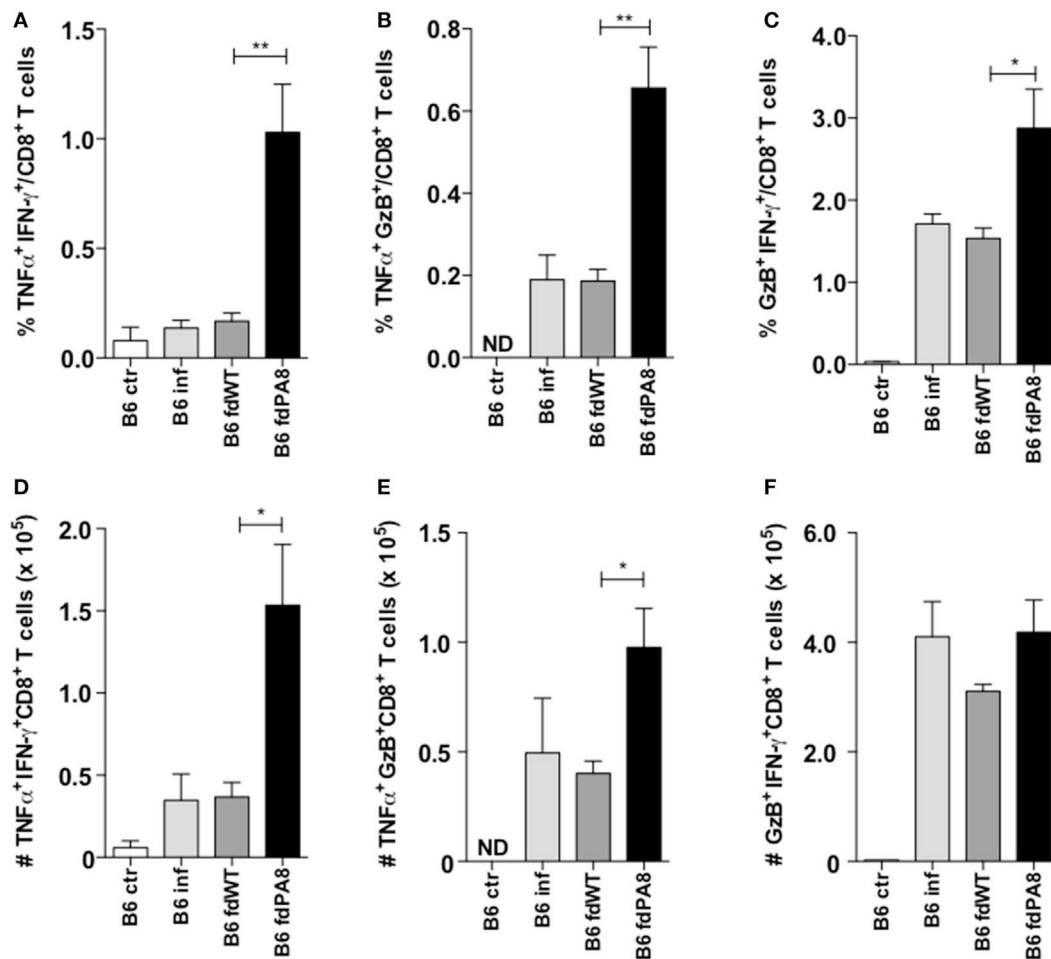 A
% TNFα⁺ IFN-γ⁺/CD8⁺ T cells
1.5
1.0
0.5
0.0
**
B6 ctr
B6 inf
B6 fdWT
B6 fdPA8
B
% TNFα⁺ GzB⁺/CD8⁺ T cells
0.8
0.6
0.4
0.2
0.0
**
ND
B6 ctr
B6 inf
B6 fdWT
B6 fdPA8
C
% GzB⁺ IFN-γ⁺/CD8⁺ T cells
4.0
3.0
2.0
1.0
0.0
*
B6 ctr
B6 inf
B6 fdWT
B6 fdPA8
D
# TNFα⁺ IFN-γ⁺CD8⁺ T cells (x 10⁵)
2.0
1.5
1.0
0.5
0
*
B6 ctr
B6 inf
B6 fdWT
B6 fdPA8
E
# TNFα⁺ GzB⁺CD8⁺ T cells (x 10⁵)
1.5
1.0
0.5
0
*
ND
B6 ctr
B6 inf
B6 fdWT
B6 fdPA8
F
# GzB⁺ IFN-γ⁺CD8⁺ T cells (x 10⁵)
6.0
4.0
2.0
0
B6 ctr
B6 inf
B6 fdWT
B6 fdPA8